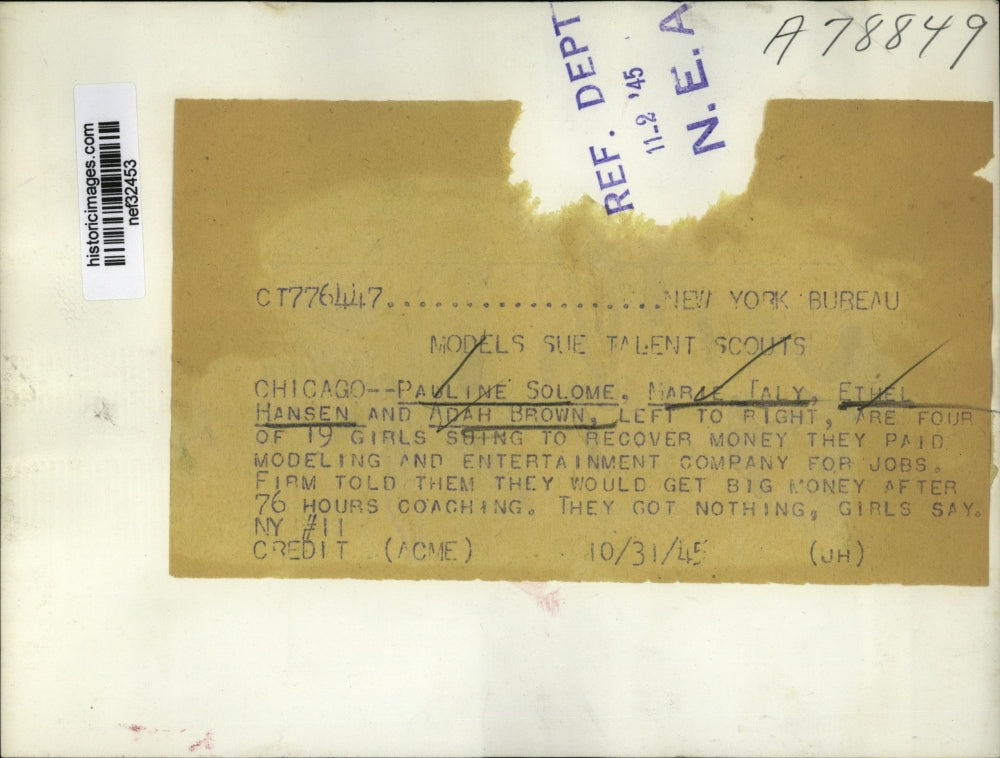 A78849
REF. DEPT
11-2 '45
N.E.A
historicimages.com
nef32453
CT776447....................NEW YORK BUREAU
MODELS SUE TALENT SCOUTS
CHICAGO--PAULINE SOLOME, MARIE TALY, ETHEL
HANSEN AND ADAH BROWN, LEFT TO RIGHT, ARE FOUR
OF 19 GIRLS SUING TO RECOVER MONEY THEY PAID
MODELING AND ENTERTAINMENT COMPANY FOR JOBS.
FIRM TOLD THEM THEY WOULD GET BIG MONEY AFTER
76 HOURS COACHING. THEY GOT NOTHING, GIRLS SAY.
NY #11
CREDIT (ACME) 10/31/45 (JH)